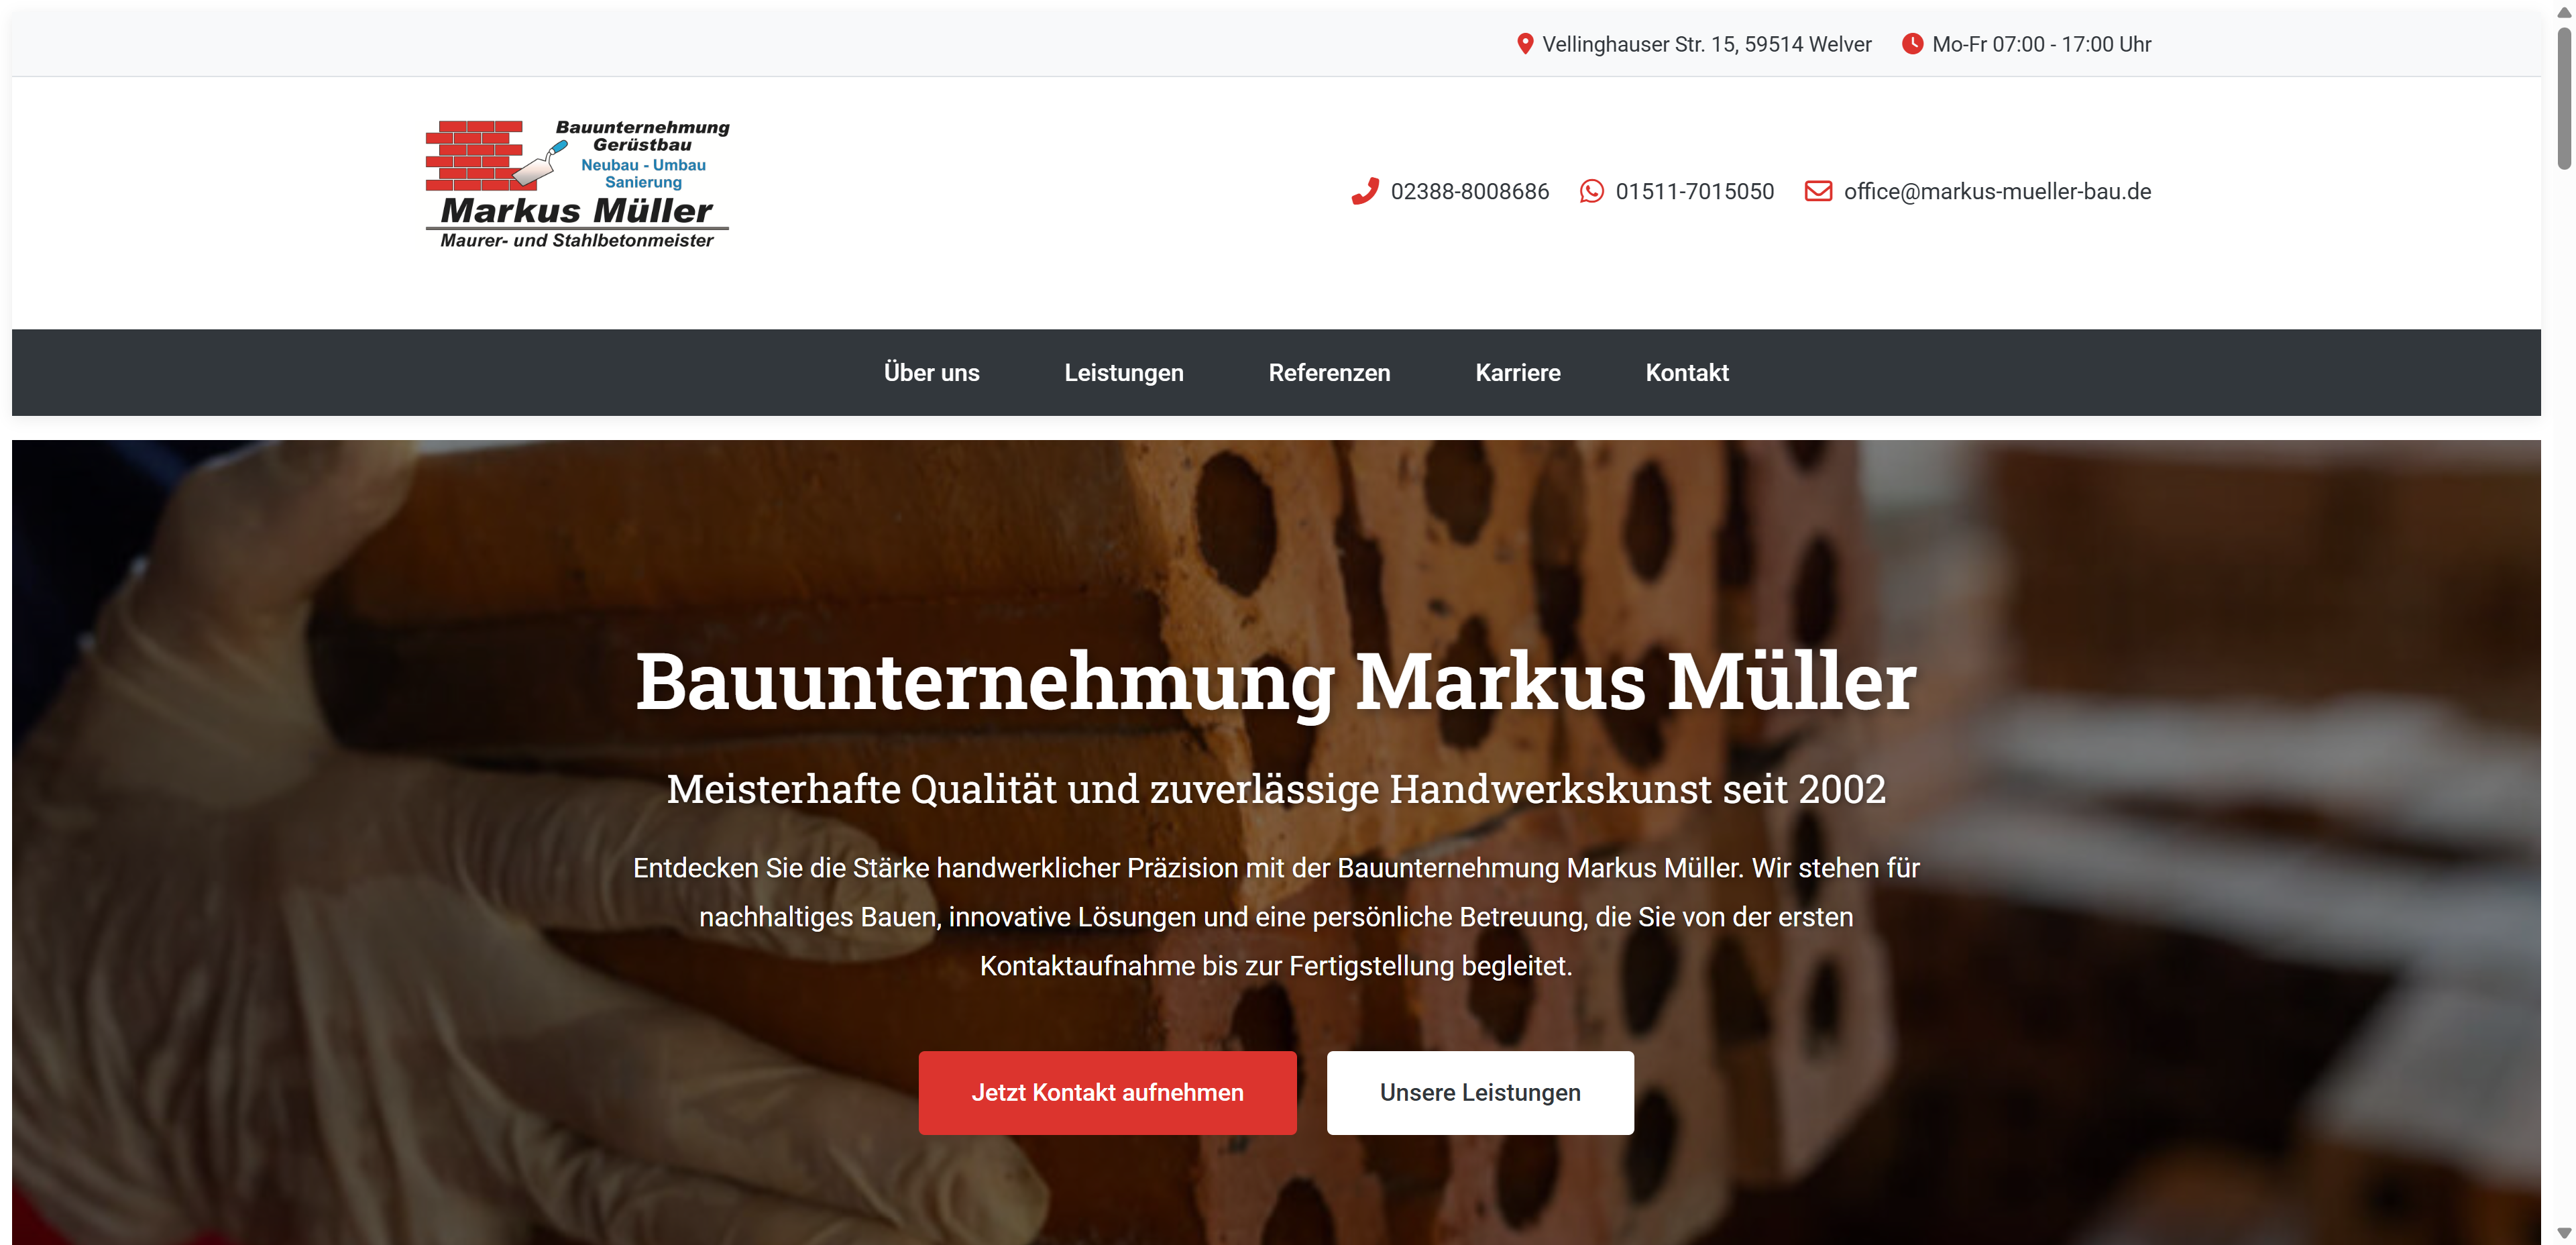 Vellinghauser Str. 15, 59514 Welver Mo-Fr 07:00 - 17:00 Uhr
Bauunternehmung
Gerüstbau
Neubau - Umbau
Sanierung
Markus Müller
Maurer- und Stahlbetonmeister
02388-8008686 01511-7015050 office@markus-mueller-bau.de
Über uns Leistungen Referenzen Karriere Kontakt
Bauunternehmung Markus Müller
Meisterhafte Qualität und zuverlässige Handwerkskunst seit 2002
Entdecken Sie die Stärke handwerklicher Präzision mit der Bauunternehmung Markus Müller. Wir stehen für
nachhaltiges Bauen, innovative Lösungen und eine persönliche Betreuung, die Sie von der ersten
Kontaktaufnahme bis zur Fertigstellung begleitet.
Jetzt Kontakt aufnehmen Unsere Leistungen